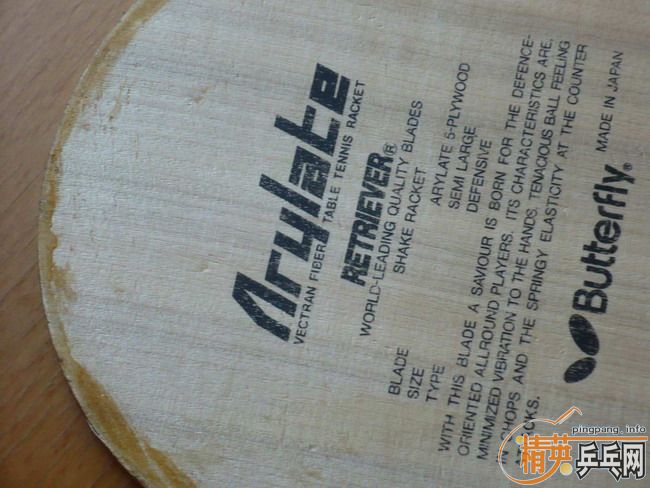 Arylate
VECTRAN FIBER TABLE TENNIS RACKET
RETRIEVER®
WORLD-LEADING QUALITY BLADES
SHAKE RACKET
BLADE ARYLATE 5-PLYWOOD
SIZE SEMI LARGE
TYPE DEFENSIVE
WITH THIS BLADE A SAVIOUR IS BORN FOR THE DEFENCE-
ORIENTED ALLROUND PLAYERS. ITS CHARACTERISTICS ARE,
MINIMIZED VIBRATION TO THE HANDS, TENACIOUS BALL FEELING
IN CHOPS AND THE SPRINGY ELASTICITY AT THE COUNTER
STROKES.
Butterfly® MADE IN JAPAN
pingpang.info
精英乒乓网